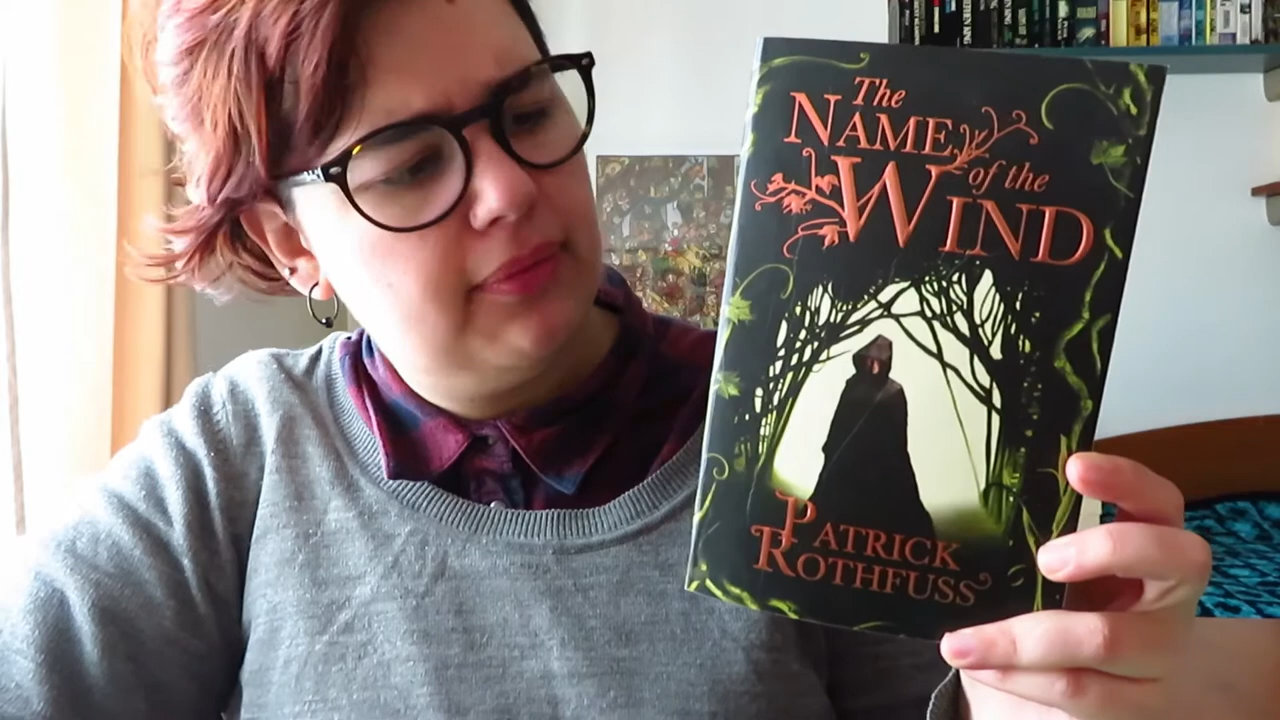 The
NAME
of the
WIND
PATRICK
ROTHFUSS